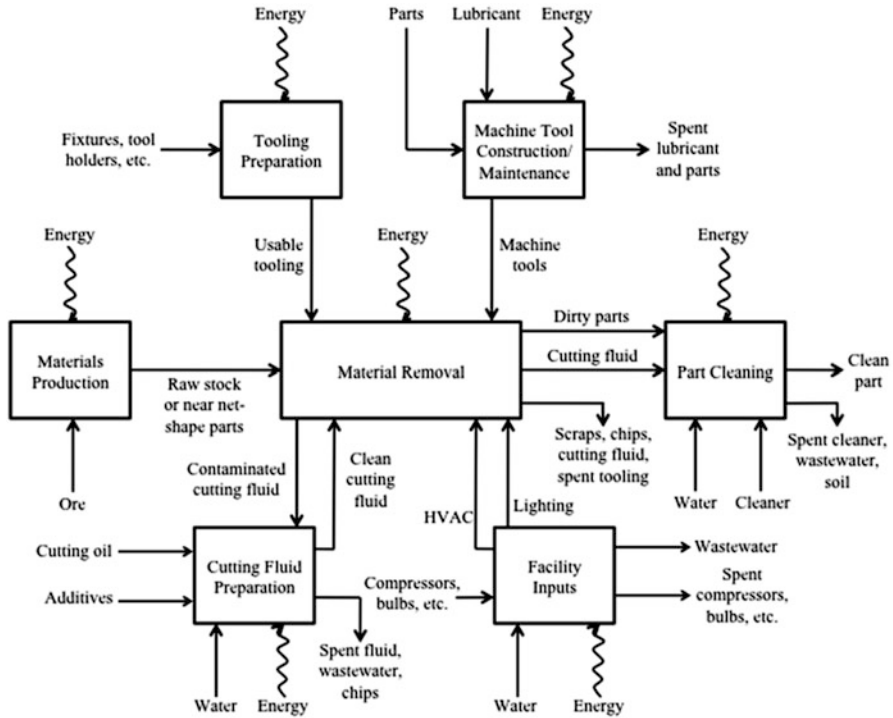 Energy
Parts
Lubricant
Energy
Fixtures, tool
holders, etc.
Tooling
Preparation
Machine Tool
Construction/
Maintenance
Spent
lubricant
and parts
Energy
Usable
tooling
Energy
Machine
tools
Energy
Materials
Production
Raw stock
or near net-
shape parts
Material Removal
Dirty parts
Cutting fluid
Part Cleaning
Clean
part
Ore
Contaminated
cutting fluid
Clean
cutting
fluid
HVAC
Lighting
Scraps, chips,
cutting fluid,
spent tooling
Water
Cleaner
Spent cleaner,
wastewater,
soil
Cutting oil
Additives
Cutting Fluid
Preparation
Compressors,
bulbs, etc.
Facility
Inputs
Wastewater
Spent
compressors,
bulbs, etc.
Water
Energy
Spent fluid,
wastewater,
chips
Water
Energy